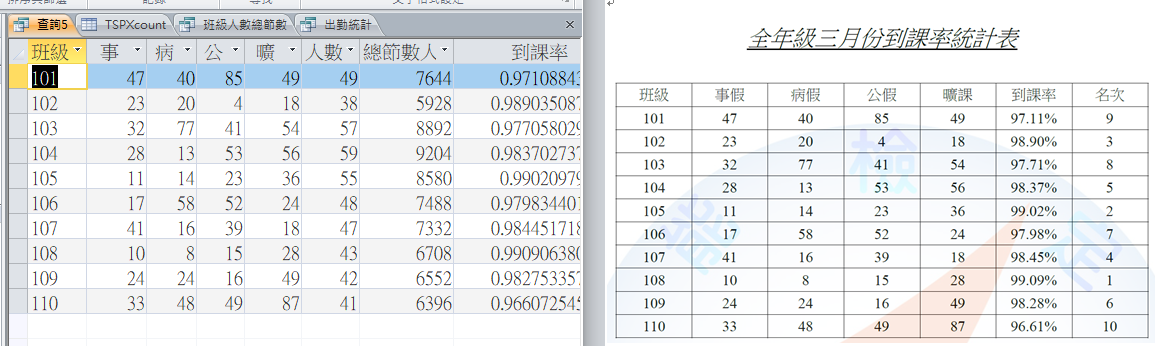 查詢5 TSPXcount 班級人數總節數 出勤統計
班級 事 病 公 曠 人數 總節數人 到課率
101 47 40 85 49 49 7644 0.97108843
102 23 20 4 18 38 5928 0.989035087
103 32 77 41 54 57 8892 0.977058029
104 28 13 53 56 59 9204 0.983702737
105 11 14 23 36 55 8580 0.99020979
106 17 58 52 24 48 7488 0.979834401
107 41 16 39 18 47 7332 0.984451718
108 10 8 15 28 43 6708 0.990906380
109 24 24 16 49 42 6552 0.982753357
110 33 48 49 87 41 6396 0.966072545
全年級三月份到課率統計表
班級 事假 病假 公假 曠課 到課率 名次
101 47 40 85 49 97.11% 9
102 23 20 4 18 98.90% 3
103 32 77 41 54 97.71% 8
104 28 13 53 56 98.37% 5
105 11 14 23 36 99.02% 2
106 17 58 52 24 97.98% 7
107 41 16 39 18 98.45% 4
108 10 8 15 28 99.09% 1
109 24 24 16 49 98.28% 6
110 33 48 49 87 96.61% 10